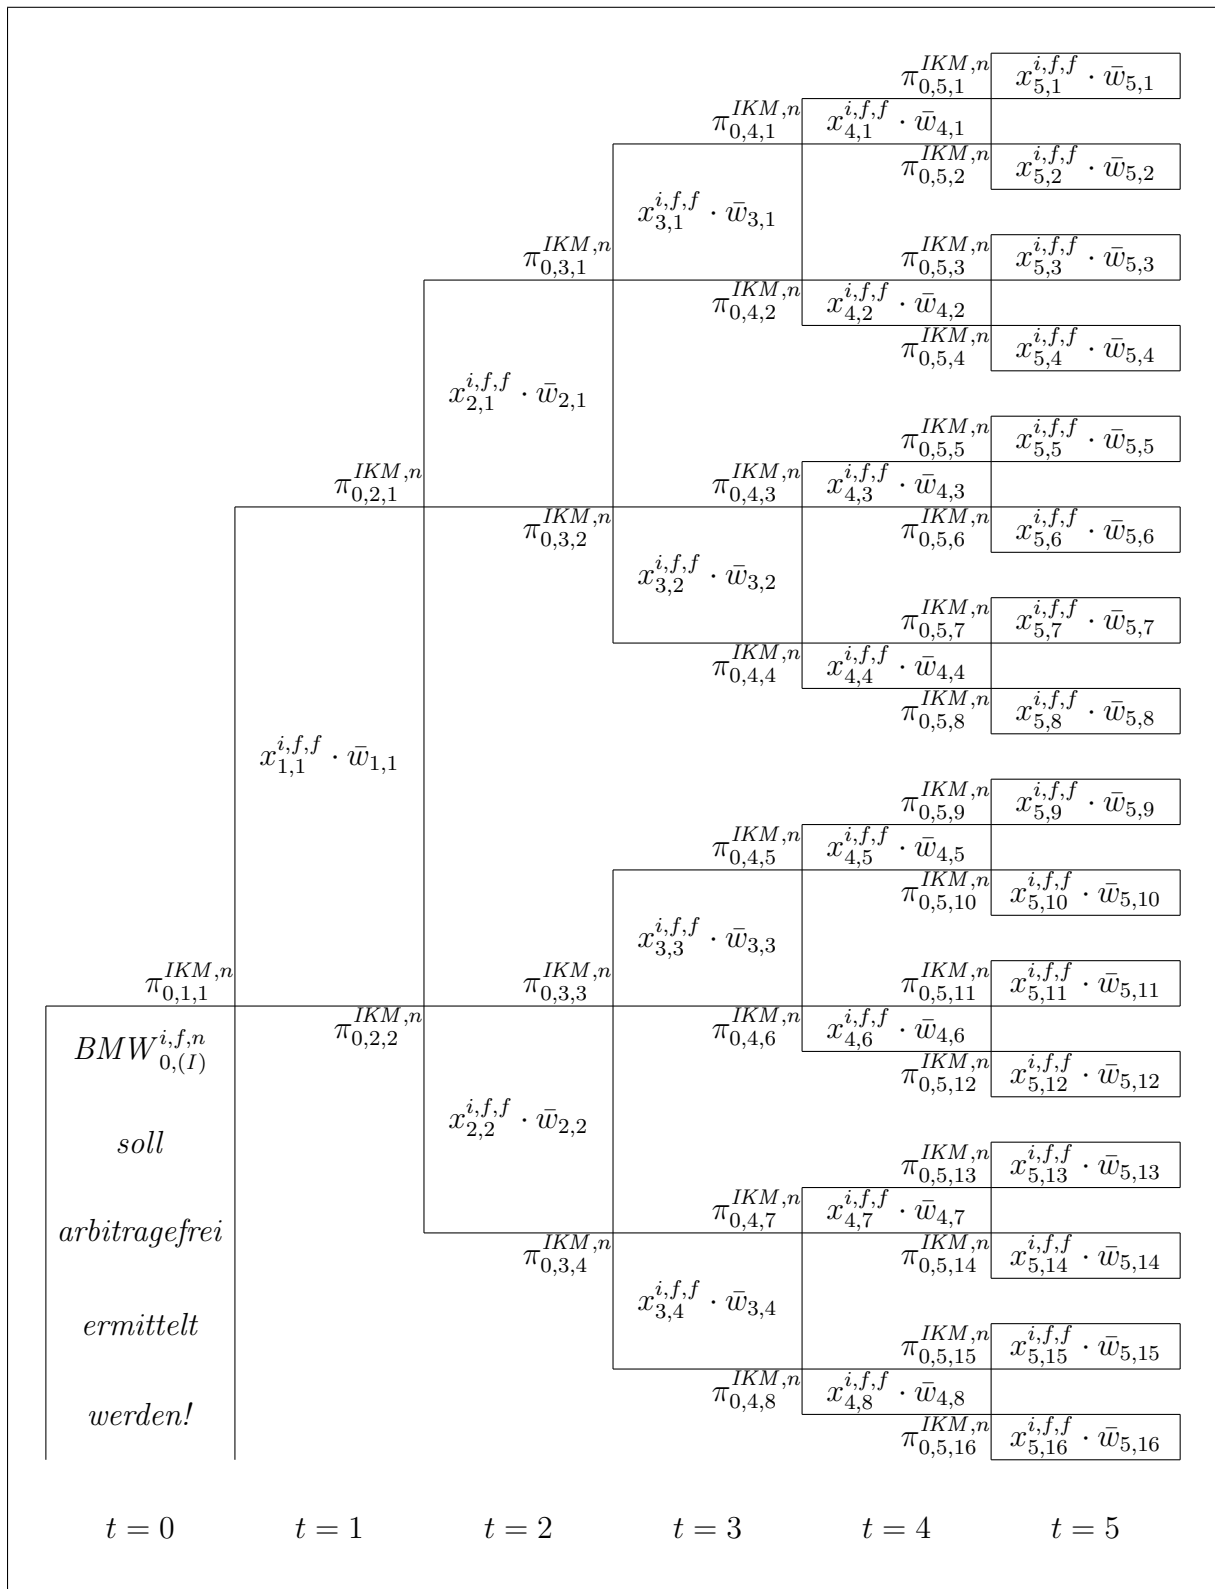 π_{0,5,1}^{IKM,n} x_{5,1}^{i,f,f} · w̄_{5,1}
π_{0,4,1}^{IKM,n} x_{4,1}^{i,f,f} · w̄_{4,1}
π_{0,5,2}^{IKM,n} x_{5,2}^{i,f,f} · w̄_{5,2}
x_{3,1}^{i,f,f} · w̄_{3,1}
π_{0,3,1}^{IKM,n} π_{0,5,3}^{IKM,n} x_{5,3}^{i,f,f} · w̄_{5,3}
π_{0,4,2}^{IKM,n} x_{4,2}^{i,f,f} · w̄_{4,2}
π_{0,5,4}^{IKM,n} x_{5,4}^{i,f,f} · w̄_{5,4}
x_{2,1}^{i,f,f} · w̄_{2,1}
π_{0,5,5}^{IKM,n} x_{5,5}^{i,f,f} · w̄_{5,5}
π_{0,2,1}^{IKM,n} π_{0,4,3}^{IKM,n} x_{4,3}^{i,f,f} · w̄_{4,3}
π_{0,3,2}^{IKM,n} π_{0,5,6}^{IKM,n} x_{5,6}^{i,f,f} · w̄_{5,6}
x_{3,2}^{i,f,f} · w̄_{3,2}
π_{0,5,7}^{IKM,n} x_{5,7}^{i,f,f} · w̄_{5,7}
π_{0,4,4}^{IKM,n} x_{4,4}^{i,f,f} · w̄_{4,4}
π_{0,5,8}^{IKM,n} x_{5,8}^{i,f,f} · w̄_{5,8}
x_{1,1}^{i,f,f} · w̄_{1,1}
π_{0,5,9}^{IKM,n} x_{5,9}^{i,f,f} · w̄_{5,9}
π_{0,4,5}^{IKM,n} x_{4,5}^{i,f,f} · w̄_{4,5}
π_{0,5,10}^{IKM,n} x_{5,10}^{i,f,f} · w̄_{5,10}
x_{3,3}^{i,f,f} · w̄_{3,3}
π_{0,1,1}^{IKM,n} π_{0,3,3}^{IKM,n} π_{0,5,11}^{IKM,n} x_{5,11}^{i,f,f} · w̄_{5,11}
BMW_{0,(I)}^{i,f,n} π_{0,2,2}^{IKM,n} π_{0,4,6}^{IKM,n} x_{4,6}^{i,f,f} · w̄_{4,6}
π_{0,5,12}^{IKM,n} x_{5,12}^{i,f,f} · w̄_{5,12}
soll x_{2,2}^{i,f,f} · w̄_{2,2}
π_{0,5,13}^{IKM,n} x_{5,13}^{i,f,f} · w̄_{5,13}
π_{0,4,7}^{IKM,n} x_{4,7}^{i,f,f} · w̄_{4,7}
arbitragefrei π_{0,3,4}^{IKM,n} π_{0,5,14}^{IKM,n} x_{5,14}^{i,f,f} · w̄_{5,14}
x_{3,4}^{i,f,f} · w̄_{3,4}
ermittelt π_{0,5,15}^{IKM,n} x_{5,15}^{i,f,f} · w̄_{5,15}
π_{0,4,8}^{IKM,n} x_{4,8}^{i,f,f} · w̄_{4,8}
werden! π_{0,5,16}^{IKM,n} x_{5,16}^{i,f,f} · w̄_{5,16}
t = 0 t = 1 t = 2 t = 3 t = 4 t = 5